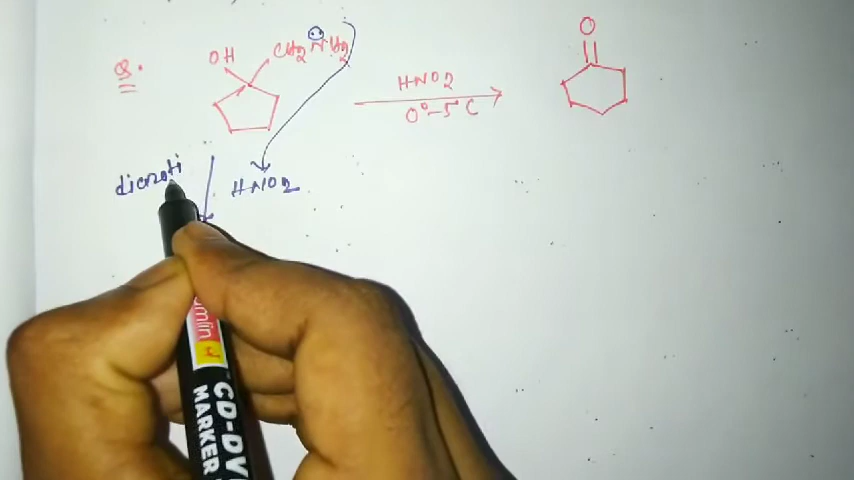 Q.
OH CH2NH2
HNO2
0°-5°C
O
diazoti
HNO2
CD-DV
MARKER